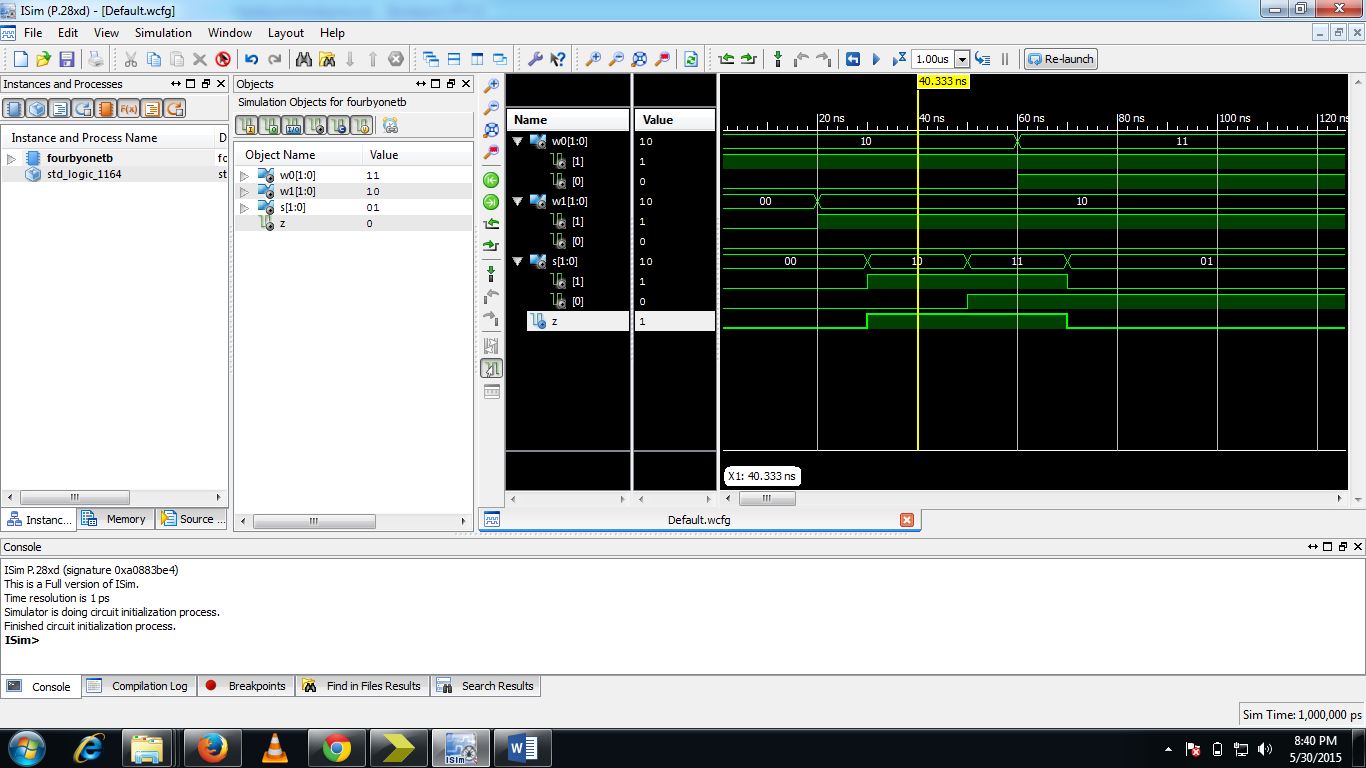 ISim (P.28xd) - [Default.wcfg]
File Edit View Simulation Window Layout Help
1.00us Re-launch
Instances and Processes
Instance and Process Name D
fourbyonetb fc
std_logic_1164 st
Instanc... Memory Source ...
Objects
Simulation Objects for fourbyonetb
Object Name Value
w0[1:0] 11
w1[1:0] 10
s[1:0] 01
z 0
Name Value
w0[1:0] 10
[1] 1
[0] 0
w1[1:0] 10
[1] 1
[0] 0
s[1:0] 10
[1] 1
[0] 0
z 1
40.333 ns
20 ns 40 ns 60 ns 80 ns 100 ns 120 ns
10 11
00 10
00 10 11 01
X1: 40.333 ns
Default.wcfg
Console
ISim P.28xd (signature 0xa0883be4)
This is a Full version of ISim.
Time resolution is 1 ps
Simulator is doing circuit initialization process.
Finished circuit initialization process.
ISim>
Console Compilation Log Breakpoints Find in Files Results Search Results
Sim Time: 1,000,000 ps
8:40 PM
5/30/2015